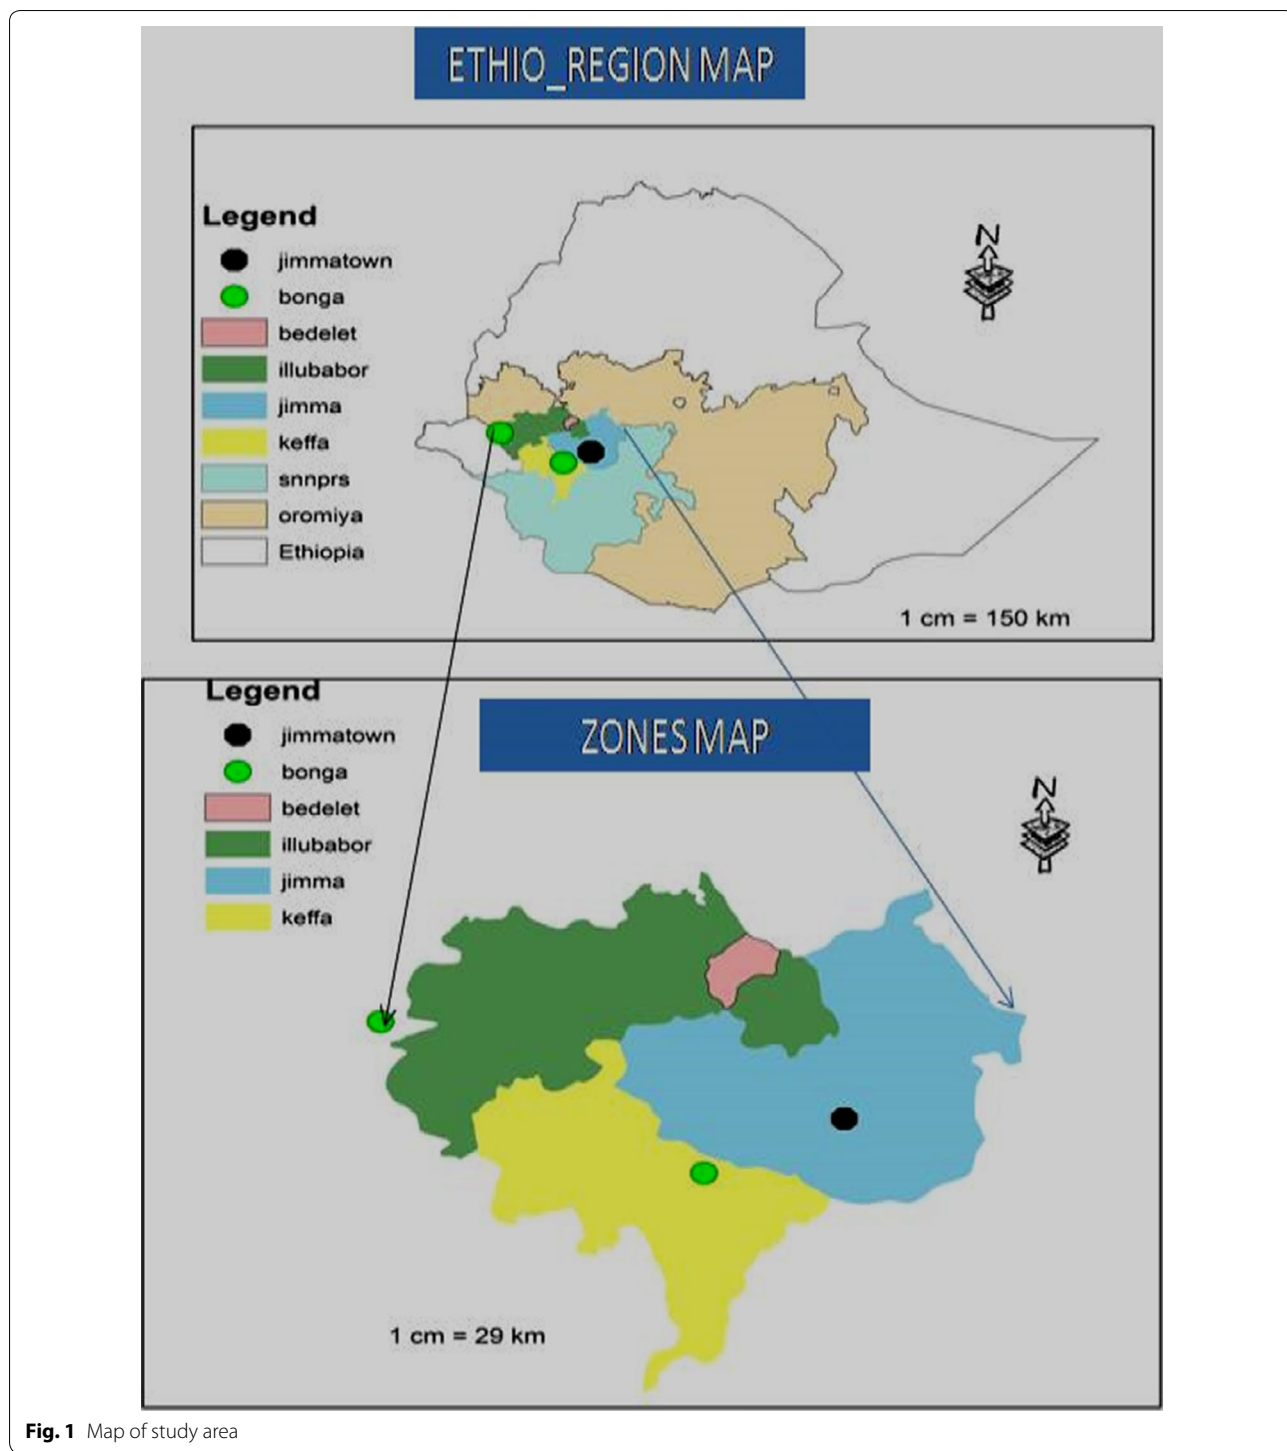 ETHIO_REGION MAP
Legend
jimmatown
bonga
bedelet
illubabor
jimma
keffa
snnprs
oromiya
Ethiopia
N
1 cm = 150 km
Legend
jimmatown
bonga
bedelet
illubabor
jimma
keffa
ZONES MAP
N
1 cm = 29 km
Fig. 1 Map of study area